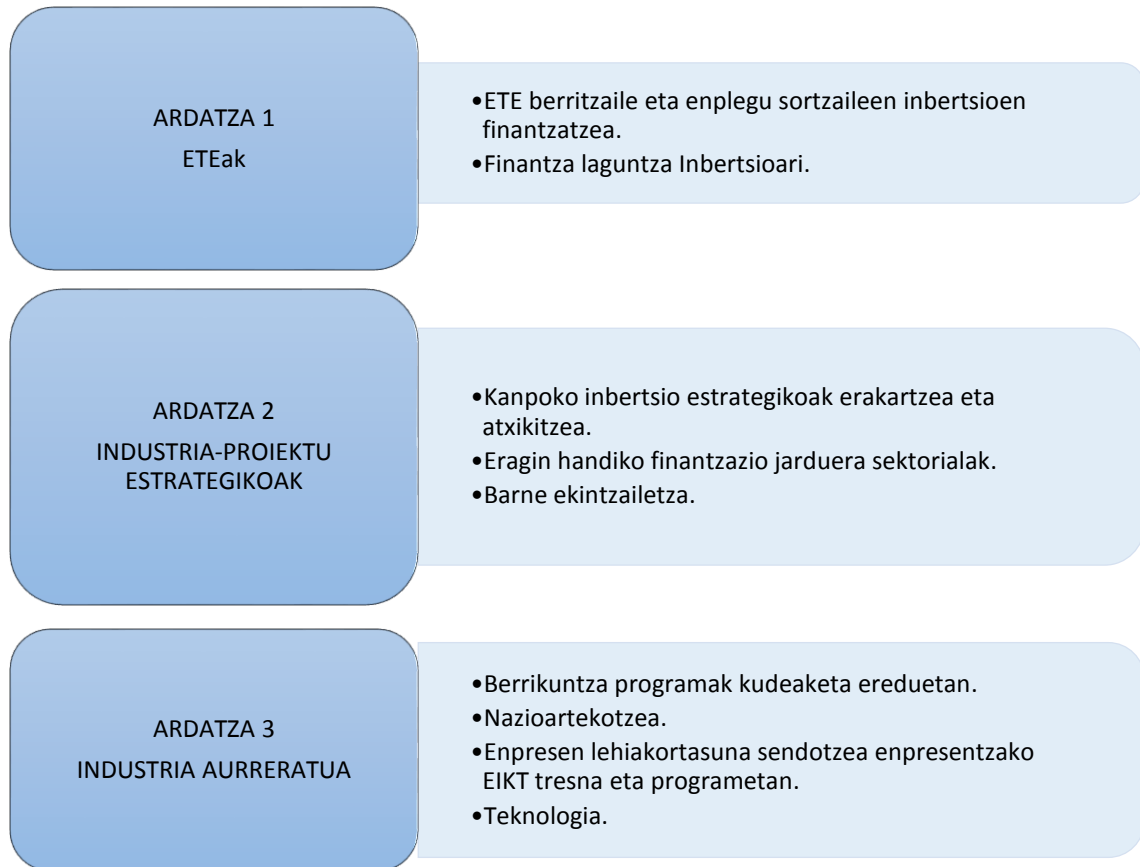 ARDATZA 1
ETEak
•ETE berritzaile eta enplegu sortzaileen inbertsioen
finantzatzea.
•Finantza laguntza Inbertsioari.
ARDATZA 2
INDUSTRIA-PROIEKTU
ESTRATEGIKOAK
•Kanpoko inbertsio estrategikoak erakartzea eta
atxikitzea.
•Eragin handiko finantzazio jarduera sektorialak.
•Barne ekintzailetza.
ARDATZA 3
INDUSTRIA AURRERATUA
•Berrikuntza programak kudeaketa ereduetan.
•Nazioartekotzea.
•Enpresen lehiakortasuna sendotzea enpresentzako
EIKT tresna eta programetan.
•Teknologia.